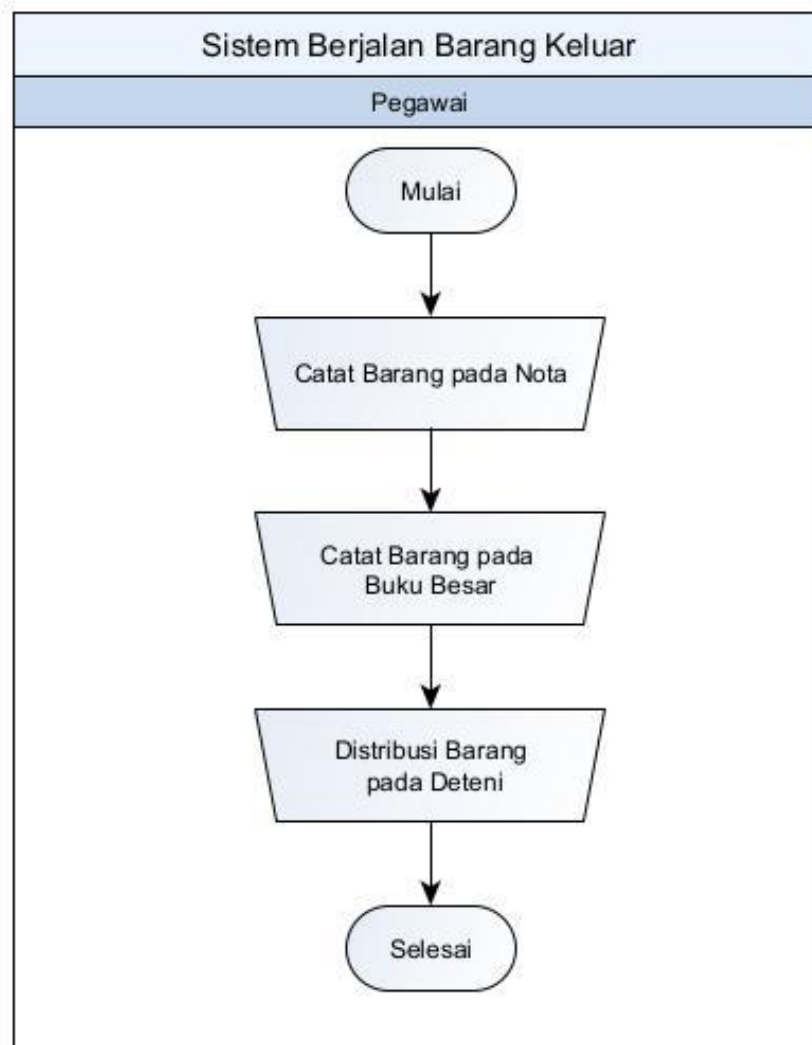 Sistem Berjalan Barang Keluar
Pegawai
Mulai
Catat Barang pada Nota
Catat Barang pada
Buku Besar
Distribusi Barang
pada Deteni
Selesai